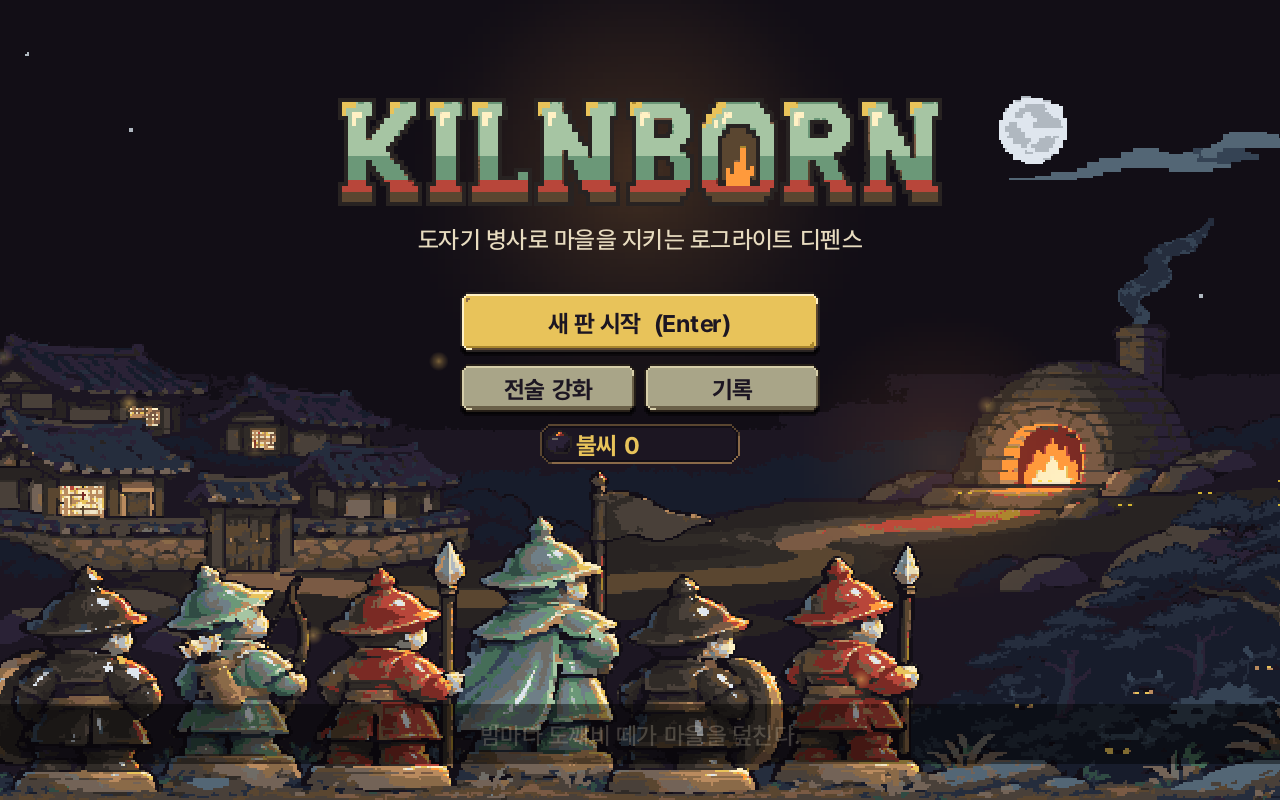 KILNBORN
도자기 병사로 마을을 지키는 로그라이트 디펜스
새 판 시작 (Enter)
전술 강화
기록
불씨 0
밤마다 도깨비 떼가 마을을 덮친다.